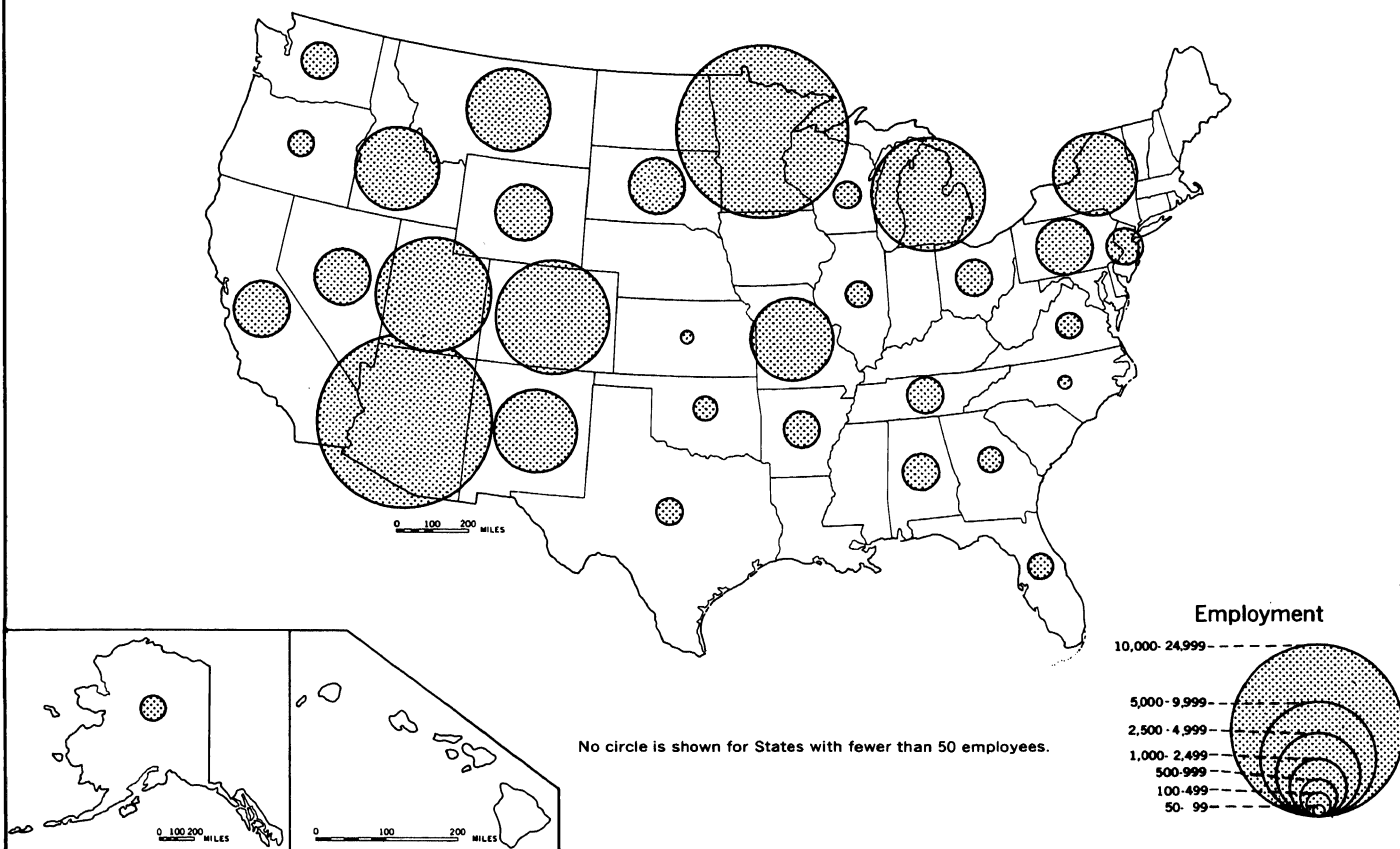 0 100 200 MILES
Employment
10,000- 24,999
5,000- 9,999
2,500 - 4,999
1,000- 2,499
500-999
100-499
50- 99
No circle is shown for States with fewer than 50 employees.
0 100 200 MILES
0 100 200 MILES